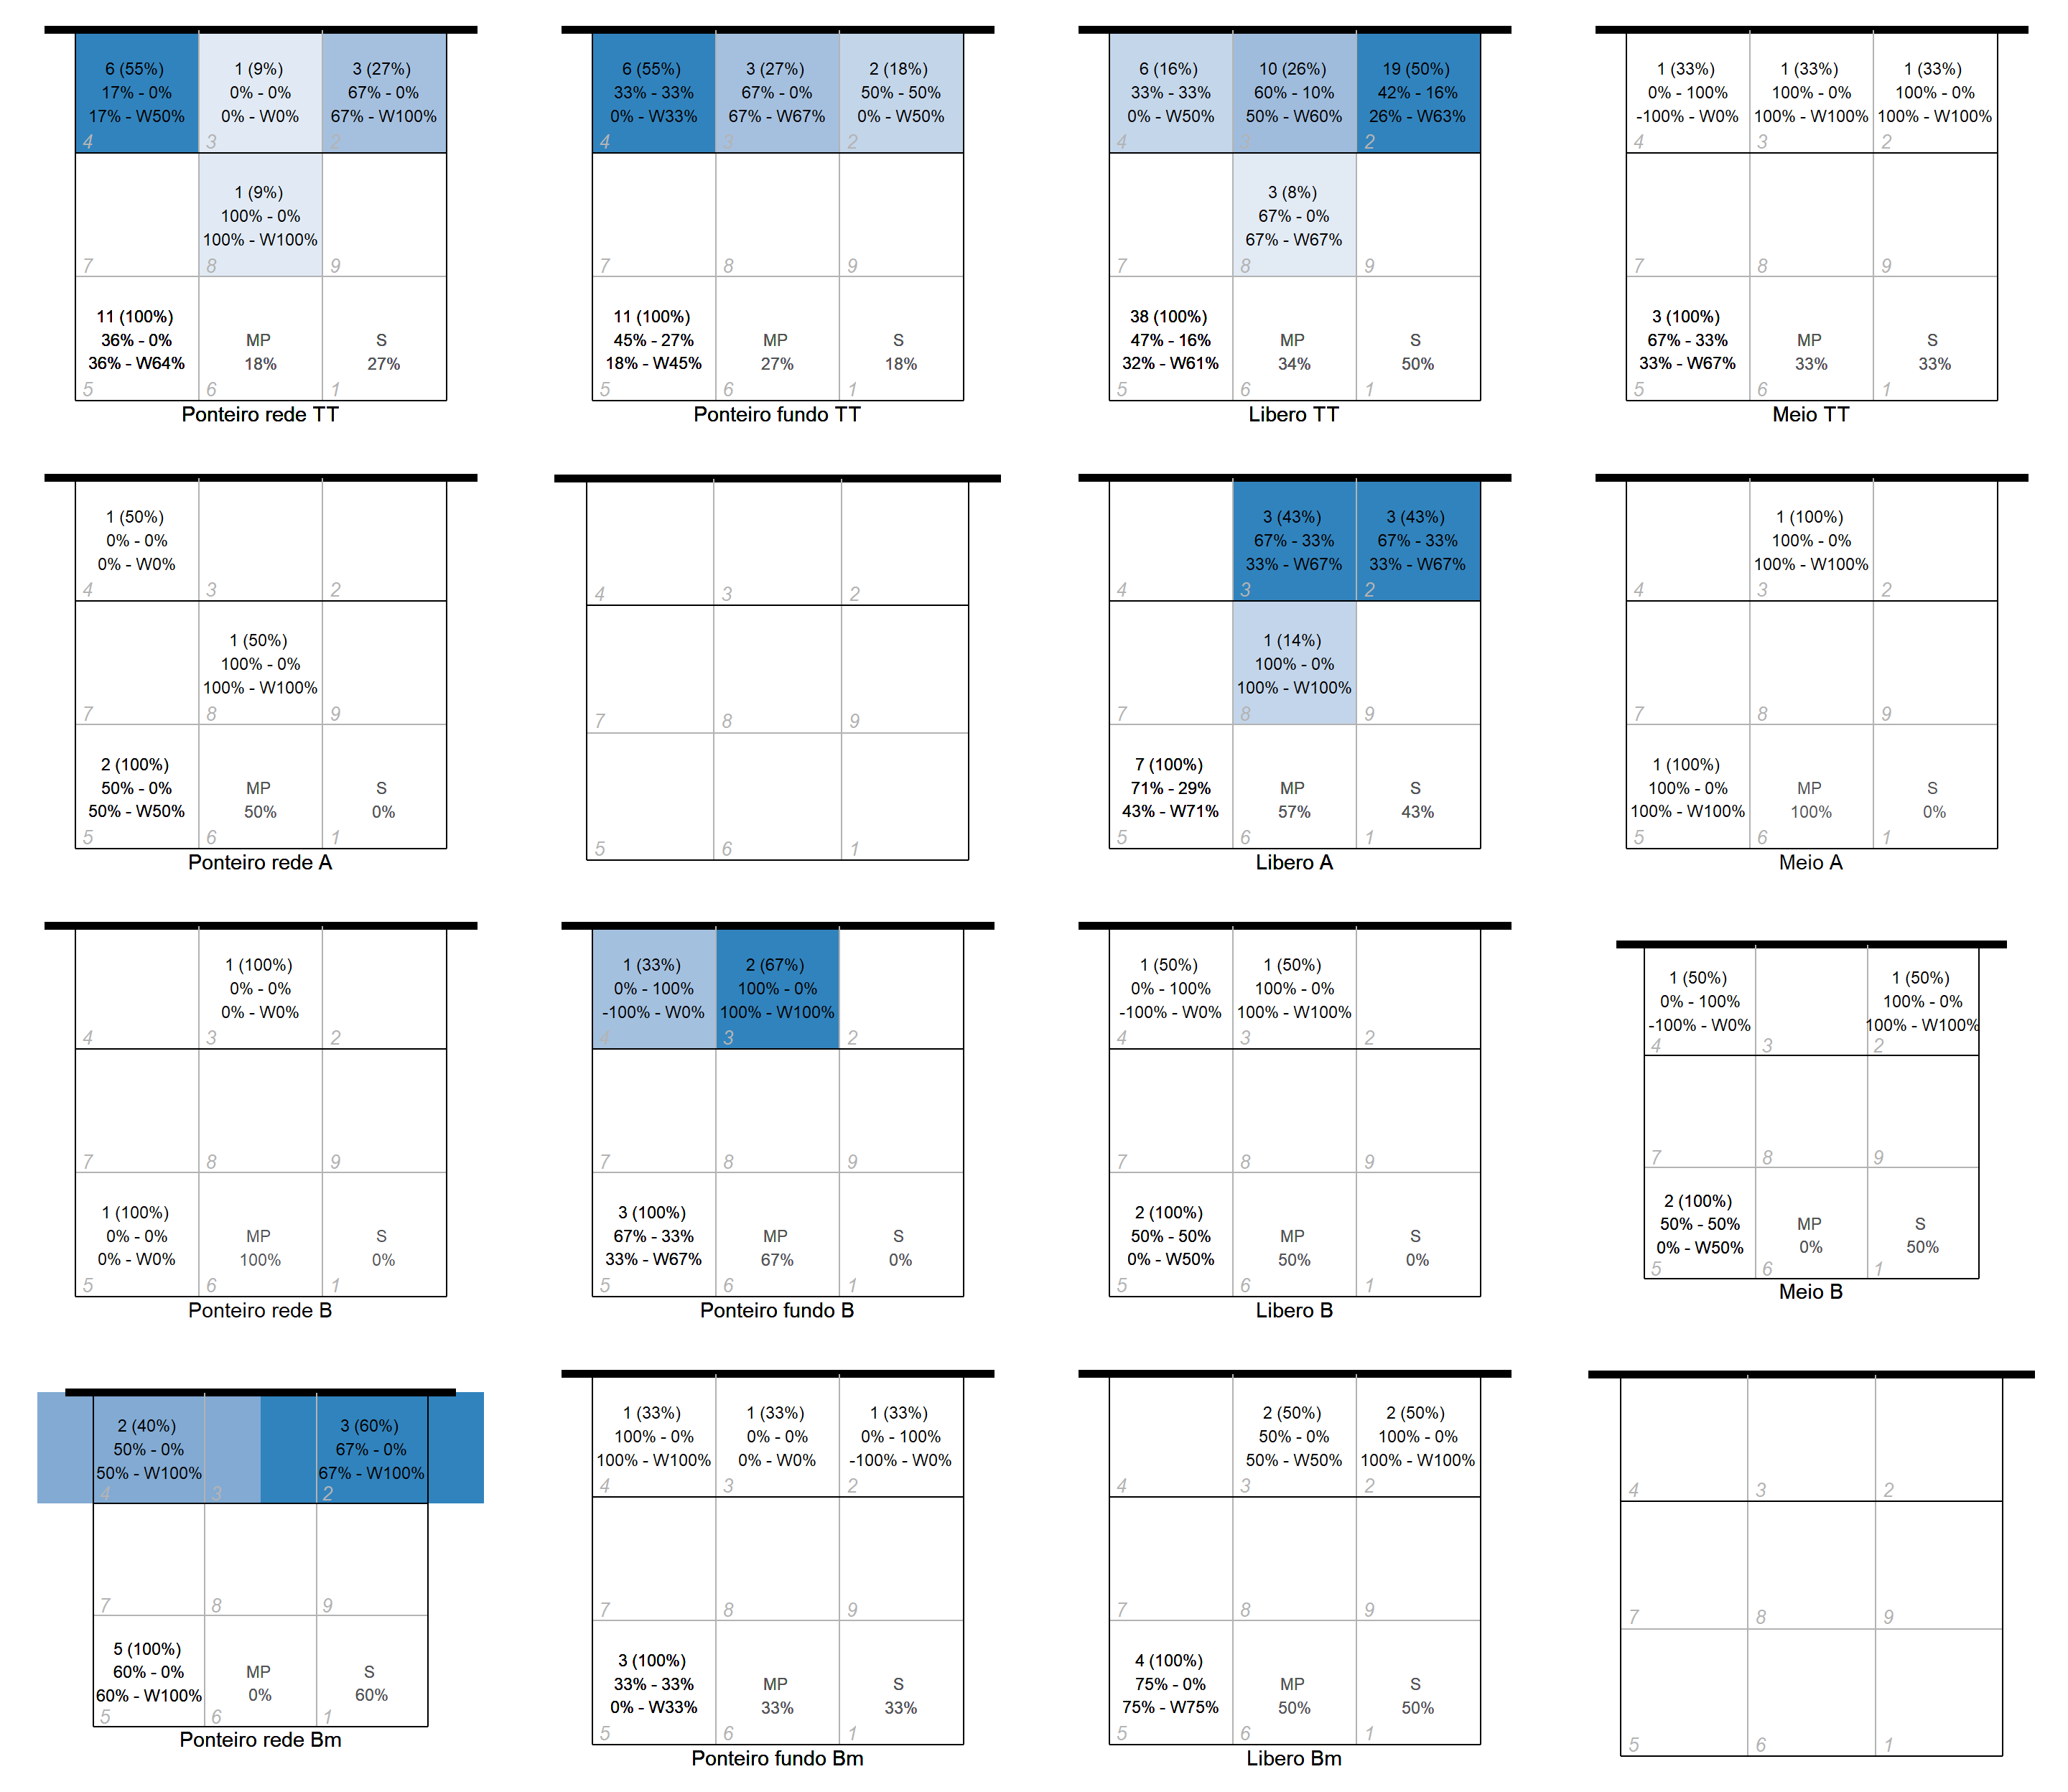 6 (55%)
17% - 0%
17% - W50%
4
1 (9%)
0% - 0%
0% - W0%
3
3 (27%)
67% - 0%
67% - W100%
2
7
1 (9%)
100% - 0%
100% - W100%
8
9
11 (100%)
36% - 0%
36% - W64%
5
MP
18%
6
S
27%
1
Ponteiro rede TT
6 (55%)
33% - 33%
0% - W33%
4
3 (27%)
67% - 0%
67% - W67%
3
2 (18%)
50% - 50%
0% - W50%
2
7
8
9
11 (100%)
45% - 27%
18% - W45%
5
MP
27%
6
S
18%
1
Ponteiro fundo TT
6 (16%)
33% - 33%
0% - W50%
4
10 (26%)
60% - 10%
50% - W60%
3
19 (50%)
42% - 16%
26% - W63%
2
7
3 (8%)
67% - 0%
67% - W67%
8
9
38 (100%)
47% - 16%
32% - W61%
5
MP
34%
6
S
50%
1
Libero TT
1 (33%)
0% - 100%
-100% - W0%
4
1 (33%)
100% - 0%
100% - W100%
3
1 (33%)
100% - 0%
100% - W100%
2
7
8
9
3 (100%)
67% - 33%
33% - W67%
5
MP
33%
6
S
33%
1
Meio TT
1 (50%)
0% - 0%
0% - W0%
4
3
2
7
1 (50%)
100% - 0%
100% - W100%
8
9
2 (100%)
50% - 0%
50% - W50%
5
MP
50%
6
S
0%
1
Ponteiro rede A
4
3
2
7
8
9
5
6
1
4
3 (43%)
67% - 33%
33% - W67%
3
3 (43%)
67% - 33%
33% - W67%
2
7
1 (14%)
100% - 0%
100% - W100%
8
9
7 (100%)
71% - 29%
43% - W71%
5
MP
57%
6
S
43%
1
Libero A
4
1 (100%)
100% - 0%
100% - W100%
3
2
7
8
9
1 (100%)
100% - 0%
100% - W100%
5
MP
100%
6
S
0%
1
Meio A
4
1 (100%)
0% - 0%
0% - W0%
3
2
7
8
9
1 (100%)
0% - 0%
0% - W0%
5
MP
100%
6
S
0%
1
Ponteiro rede B
1 (33%)
0% - 100%
-100% - W0%
4
2 (67%)
100% - 0%
100% - W100%
3
2
7
8
9
3 (100%)
67% - 33%
33% - W67%
5
MP
67%
6
S
0%
1
Ponteiro fundo B
1 (50%)
0% - 100%
-100% - W0%
4
1 (50%)
100% - 0%
100% - W100%
3
2
7
8
9
2 (100%)
50% - 50%
0% - W50%
5
MP
50%
6
S
0%
1
Libero B
1 (50%)
0% - 100%
-100% - W0%
4
3
1 (50%)
100% - 0%
100% - W100%
2
7
8
9
2 (100%)
50% - 50%
0% - W50%
5
MP
0%
6
S
50%
1
Meio B
2 (40%)
50% - 0%
50% - W100%
4
3
3 (60%)
67% - 0%
67% - W100%
2
7
8
9
5 (100%)
60% - 0%
60% - W100%
5
MP
0%
6
S
60%
1
Ponteiro rede Bm
1 (33%)
100% - 0%
100% - W100%
4
1 (33%)
0% - 0%
0% - W0%
3
1 (33%)
0% - 100%
-100% - W0%
2
7
8
9
3 (100%)
33% - 33%
0% - W33%
5
MP
33%
6
S
33%
1
Ponteiro fundo Bm
4
2 (50%)
50% - 0%
50% - W50%
3
2 (50%)
100% - 0%
100% - W100%
2
7
8
9
4 (100%)
75% - 0%
75% - W75%
5
MP
50%
6
S
50%
1
Libero Bm
4
3
2
7
8
9
5
6
1